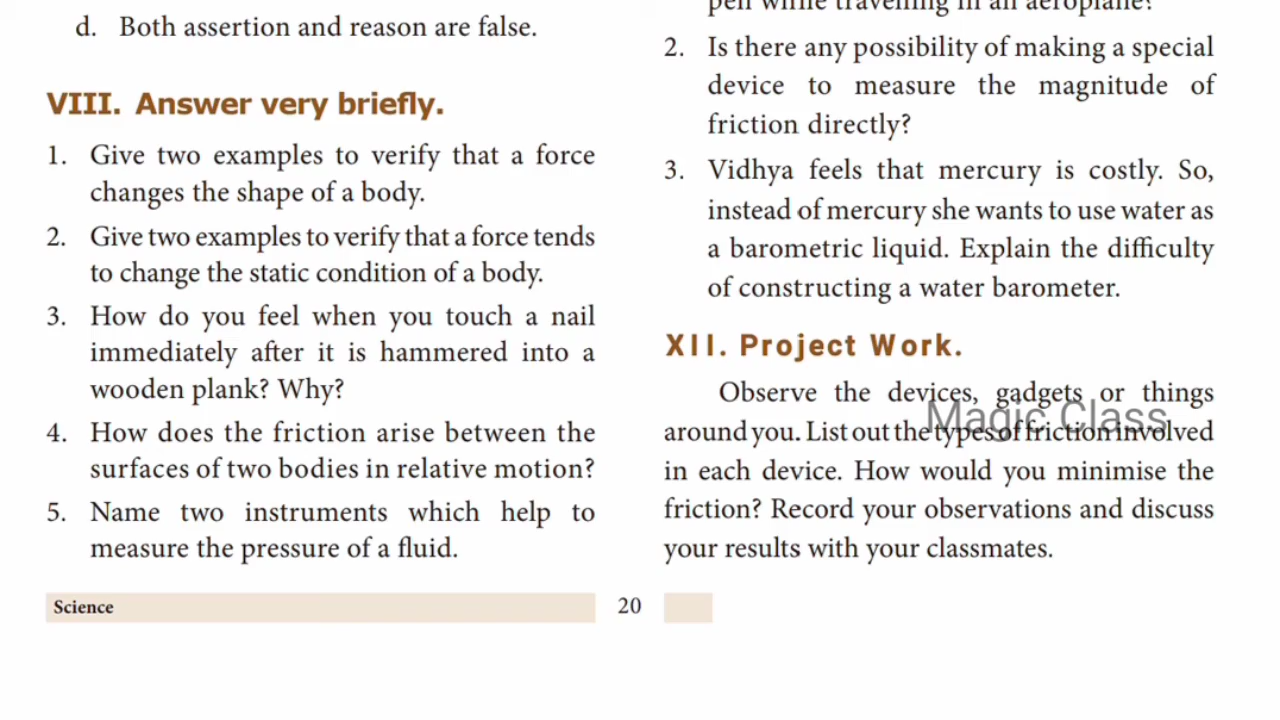 d. Both assertion and reason are false.
VIII. Answer very briefly.
1. Give two examples to verify that a force
changes the shape of a body.
2. Give two examples to verify that a force tends
to change the static condition of a body.
3. How do you feel when you touch a nail
immediately after it is hammered into a
wooden plank? Why?
4. How does the friction arise between the
surfaces of two bodies in relative motion?
5. Name two instruments which help to
measure the pressure of a fluid.
pen while travelling in an aeroplane?
2. Is there any possibility of making a special
device to measure the magnitude of
friction directly?
3. Vidhya feels that mercury is costly. So,
instead of mercury she wants to use water as
a barometric liquid. Explain the difficulty
of constructing a water barometer.
XII. Project Work.
Observe the devices, gadgets or things
around you. List out the types of friction involved
in each device. How would you minimise the
friction? Record your observations and discuss
your results with your classmates.
Magic Class
Science
20